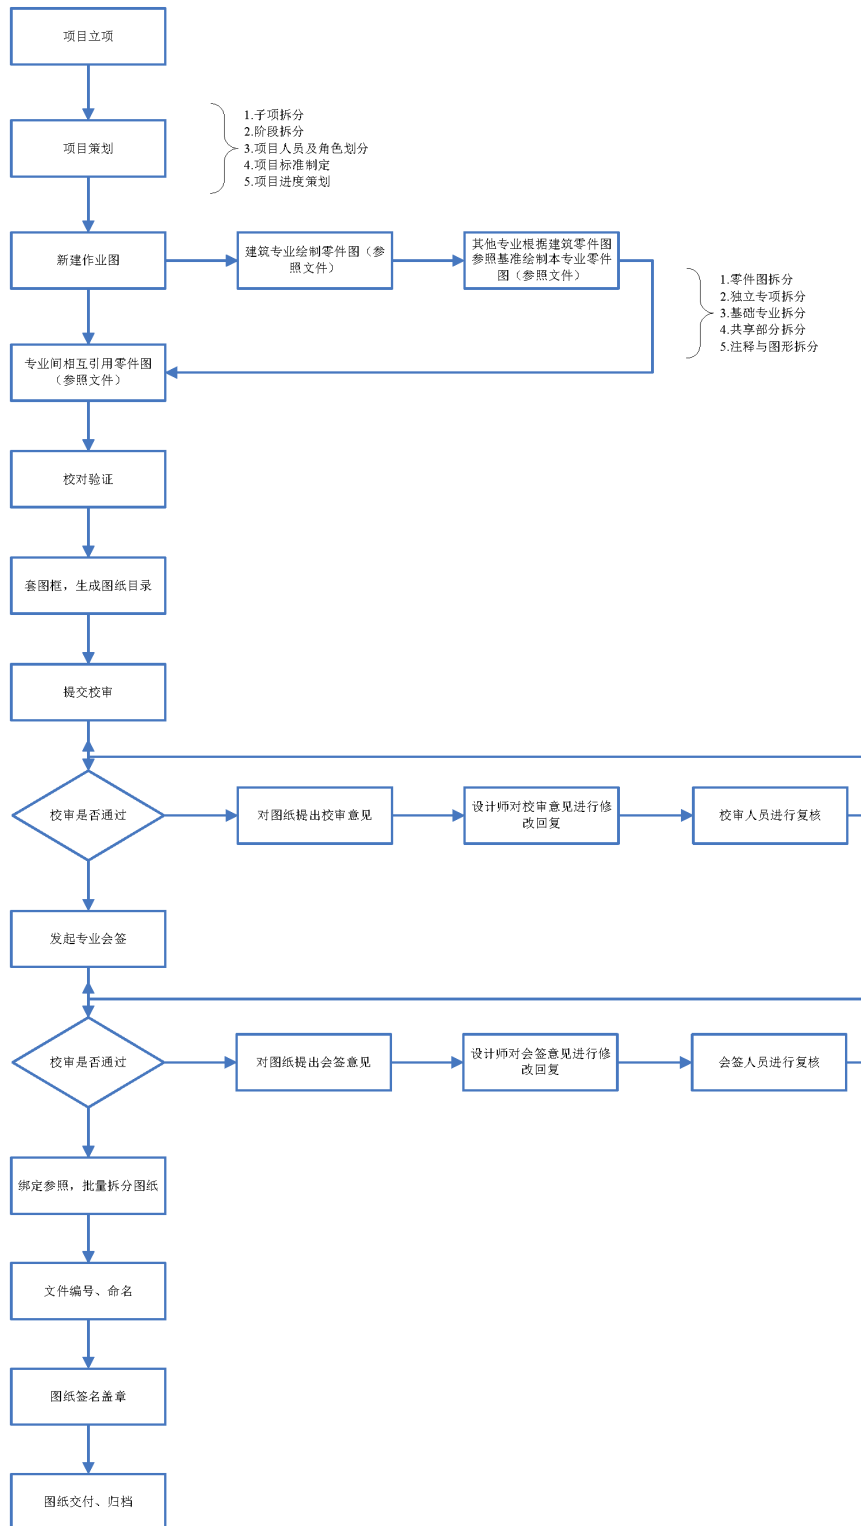 项目立项
1.子项拆分
2.阶段拆分
3.项目人员及角色划分
4.项目标准制定
5.项目进度策划
项目策划
新建作业图
建筑专业绘制零件图（参
照文件）
其他专业根据建筑零件图
参照基准绘制本专业零件
图（参照文件）
1.零件图拆分
2.独立专项拆分
3.基础专业拆分
4.共享部分拆分
5.注释与图形拆分
专业间相互引用零件图
（参照文件）
校对验证
套图框，生成图纸目录
提交校审
校审是否通过
对图纸提出校审意见
设计师对校审意见进行修
改回复
校审人员进行复核
发起专业会签
校审是否通过
对图纸提出会签意见
设计师对会签意见进行修
改回复
会签人员进行复核
绑定参照，批量拆分图纸
文件编号、命名
图纸签名盖章
图纸交付、归档